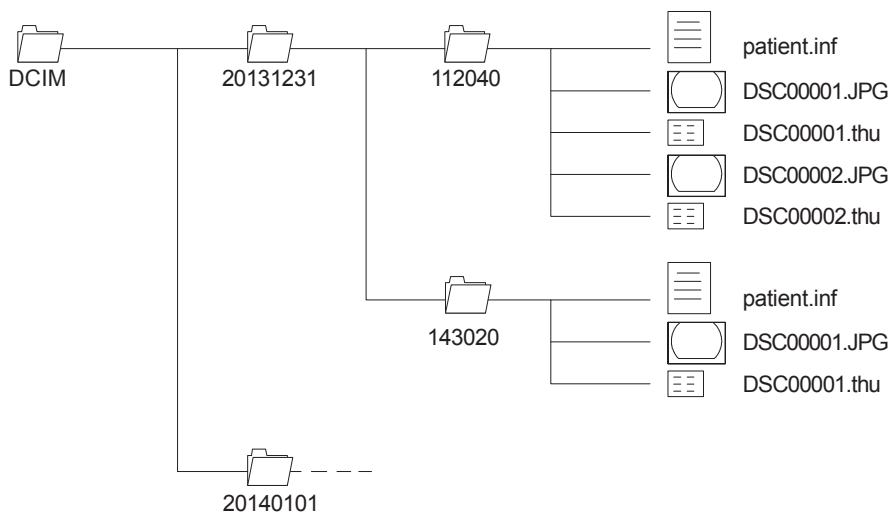 DCIM
20131231
112040
patient.inf
DSC00001.JPG
DSC00001.thu
DSC00002.JPG
DSC00002.thu
143020
patient.inf
DSC00001.JPG
DSC00001.thu
20140101